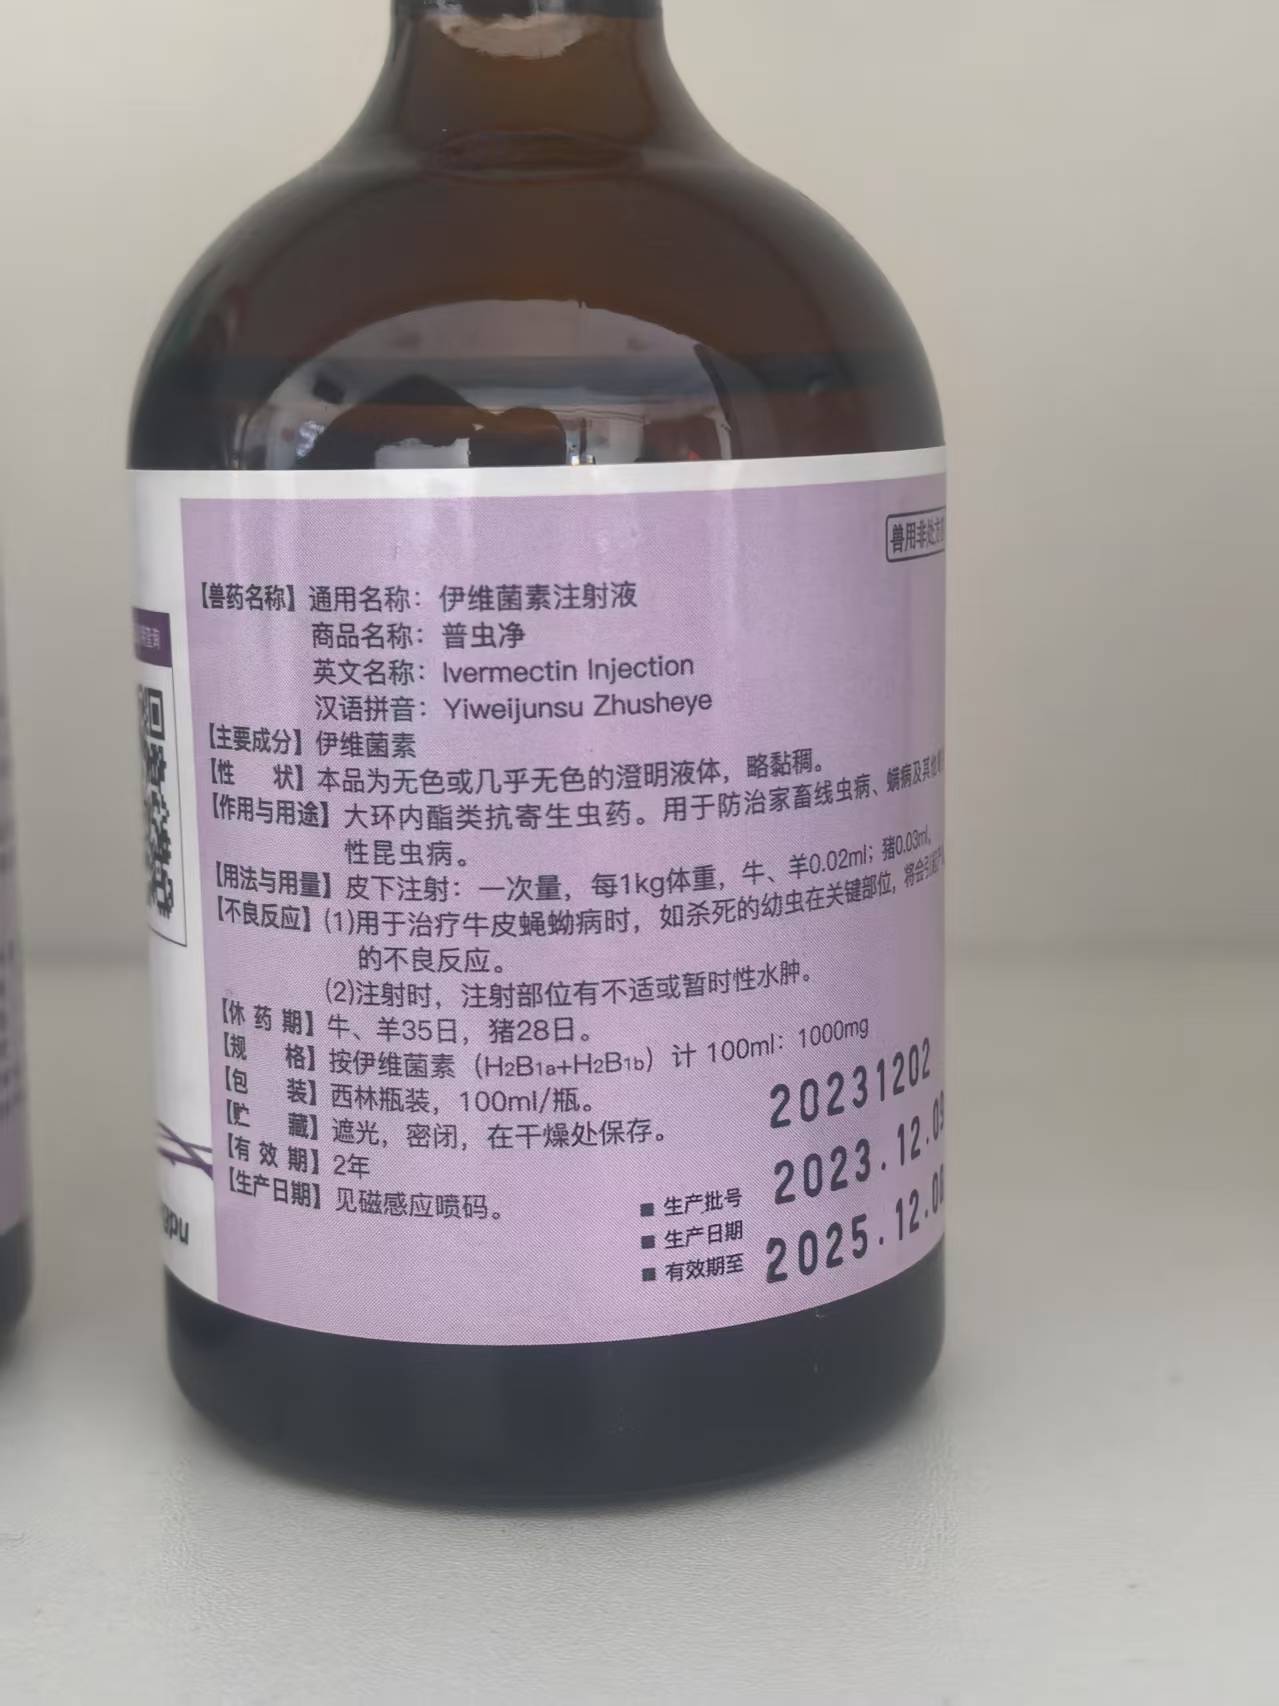 兽用非处方
【兽药名称】通用名称：伊维菌素注射液
商品名称：普虫净
英文名称：Ivermectin Injection
汉语拼音：Yiweijunsu Zhusheye
【主要成分】伊维菌素
【性 状】本品为无色或几乎无色的澄明液体，略黏稠。
【作用与用途】大环内酯类抗寄生虫药。用于防治家畜线虫病、螨病及其他
性昆虫病。
【用法与用量】皮下注射：一次量，每1kg体重，牛、羊0.02ml；猪0.03ml。
【不良反应】(1)用于治疗牛皮蝇蚴病时，如杀死的幼虫在关键部位，将会引起
的不良反应。
(2)注射时，注射部位有不适或暂时性水肿。
【休 药 期】牛、羊35日，猪28日。
【规 格】按伊维菌素（H2B1a+H2B1b）计 100ml：1000mg
【包 装】西林瓶装，100ml/瓶。
【贮 藏】遮光，密闭，在干燥处保存。
【有 效 期】2年
【生产日期】见磁感应喷码。
■ 生产批号 20231202
■ 生产日期 2023.12.09
■ 有效期至 2025.12.08